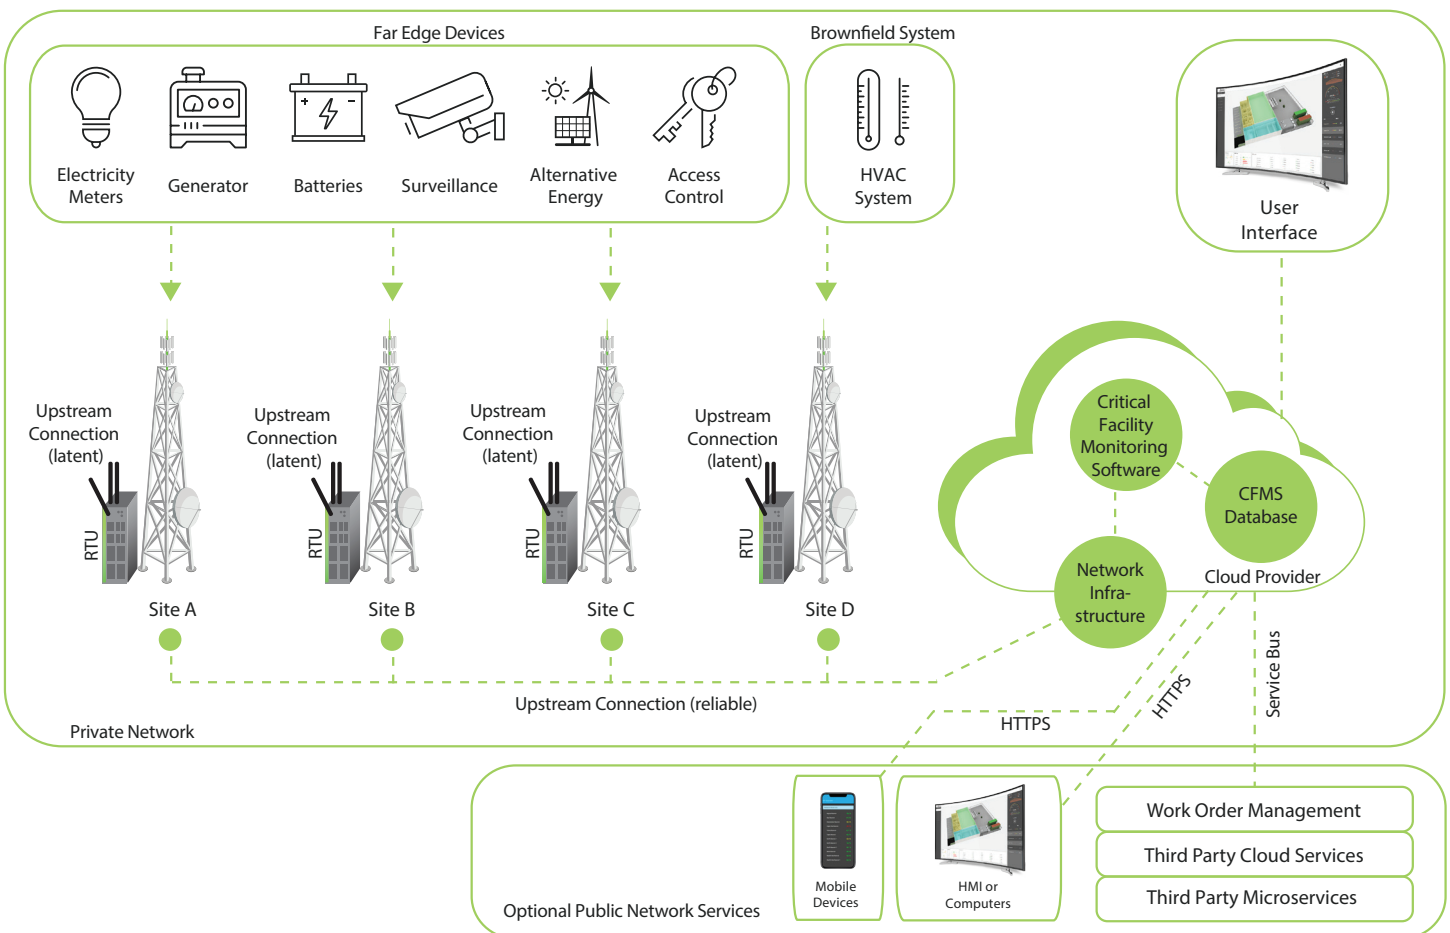 Far Edge Devices
Brownfield System
Electricity
Meters
Generator
Batteries
Surveillance
Alternative
Energy
Access
Control
HVAC
System
User
Interface
Upstream
Connection
(latent)
RTU
Site A
Upstream
Connection
(latent)
RTU
Site B
Upstream
Connection
(latent)
RTU
Site C
Upstream
Connection
(latent)
RTU
Site D
Critical
Facility
Monitoring
Software
CFMS
Database
Network
Infra-
structure
Cloud Provider
Upstream Connection (reliable)
HTTPS
HTTPS
Service Bus
Private Network
Mobile
Devices
HMI or
Computers
Work Order Management
Third Party Cloud Services
Third Party Microservices
Optional Public Network Services